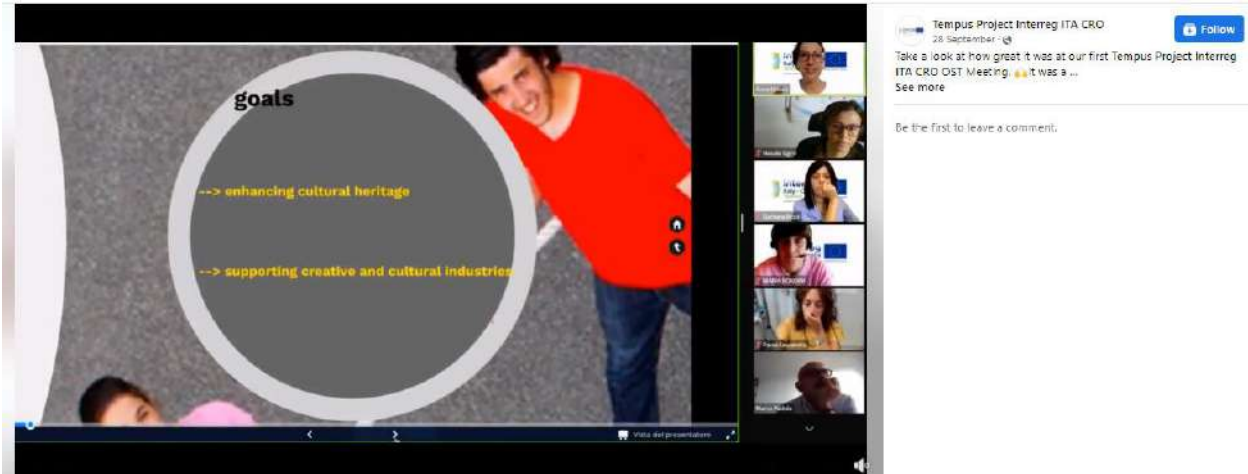 goals
--> enhancing cultural heritage
--> supporting creative and cultural industries
Vista del presentatore
Tempus Project Interreg ITA CRO
28 September
Follow
Take a look at how great it was at our first Tempus Project Interreg
ITA CRO OST Meeting. 🙌It was a ...
See more
Be the first to leave a comment.